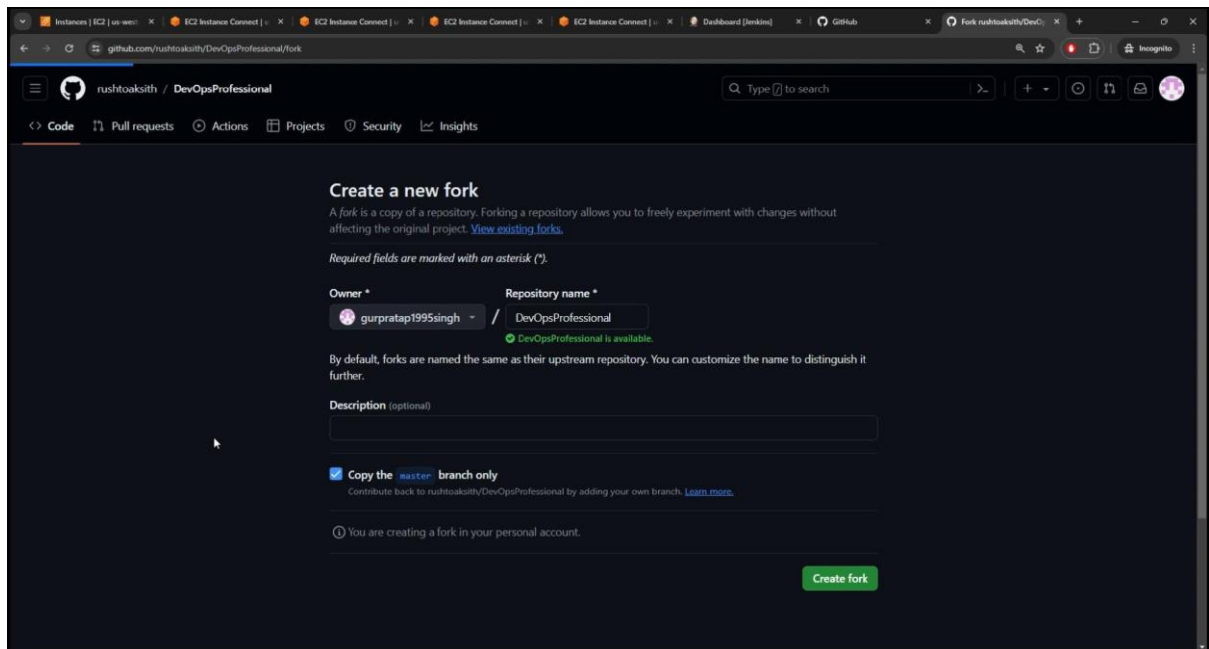 Instances | EC2 | us-west
EC2 Instance Connect | u
EC2 Instance Connect | u
EC2 Instance Connect | u
EC2 Instance Connect | u
Dashboard [Jenkins]
GitHub
Fork rushtoaksith/DevO
github.com/rushtoaksith/DevOpsProfessional/fork
Incognito
rushtoaksith / DevOpsProfessional
Type / to search
Code
Pull requests
Actions
Projects
Security
Insights
Create a new fork
A fork is a copy of a repository. Forking a repository allows you to freely experiment with changes without
affecting the original project. View existing forks.
Required fields are marked with an asterisk (*).
Owner * Repository name *
gurpratap1995singh / DevOpsProfessional
DevOpsProfessional is available.
By default, forks are named the same as their upstream repository. You can customize the name to distinguish it
further.
Description (optional)
Copy the master branch only
Contribute back to rushtoaksith/DevOpsProfessional by adding your own branch. Learn more.
You are creating a fork in your personal account.
Create fork